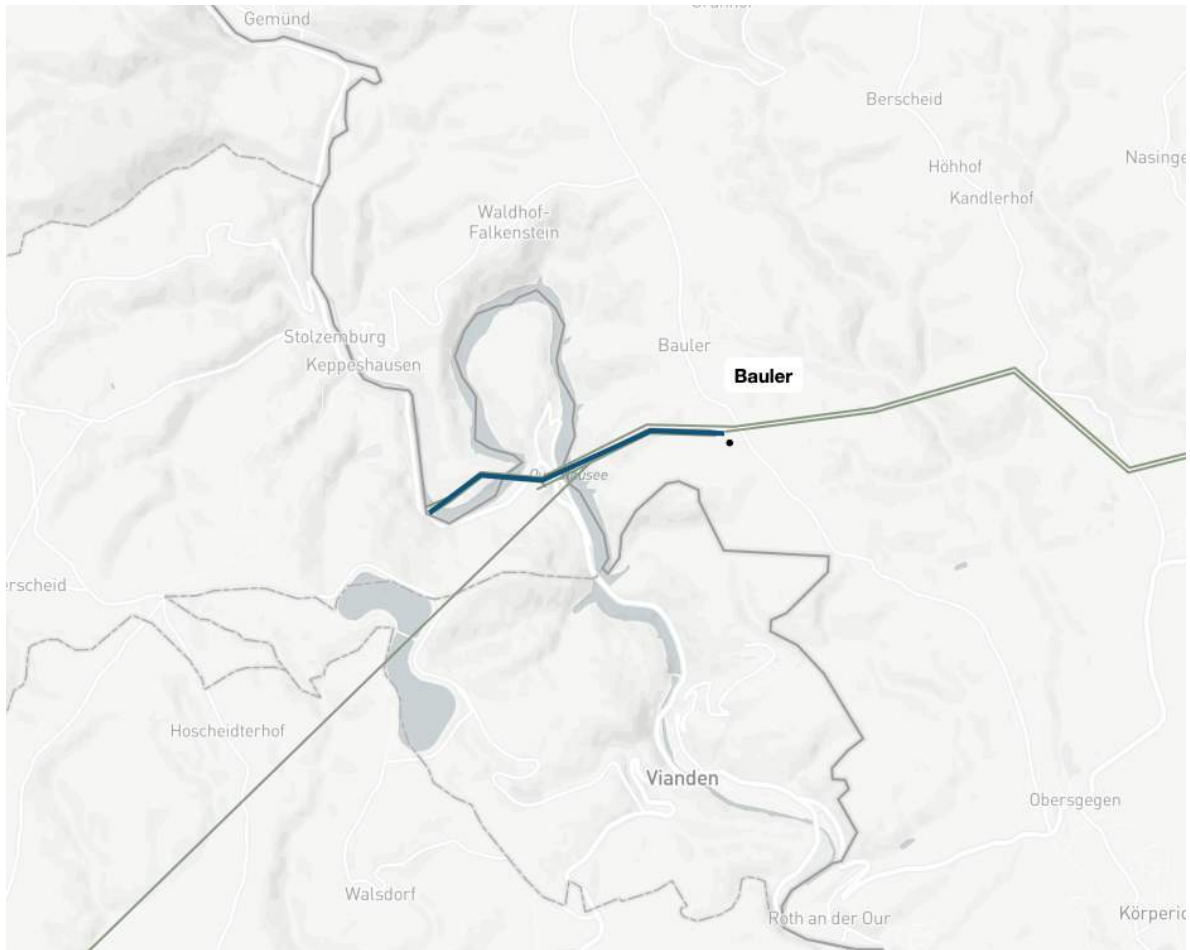 Gemünd
Berscheid
Höhhof
Nasinge
Kandlerhof
Waldhof-
Falkenstein
Stolzemburg
Keppeshausen
Bauler
Bauler
erscheid
Hoscheidterhof
Vianden
Obersgegen
Walsdorf
Roth an der Our
Körperic